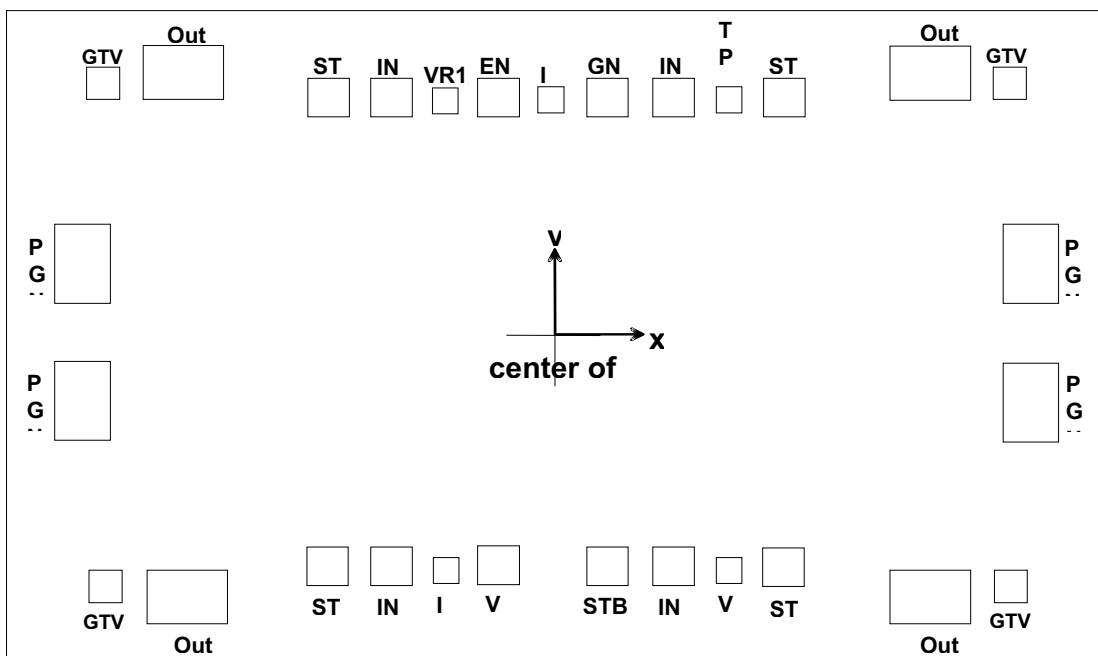 Out T Out
GTV ST IN VR1 EN I GN IN P ST GTV
P P
G G
y
x
center of
P P
G G
ST IN I V STB IN V ST
GTV GTV
Out Out